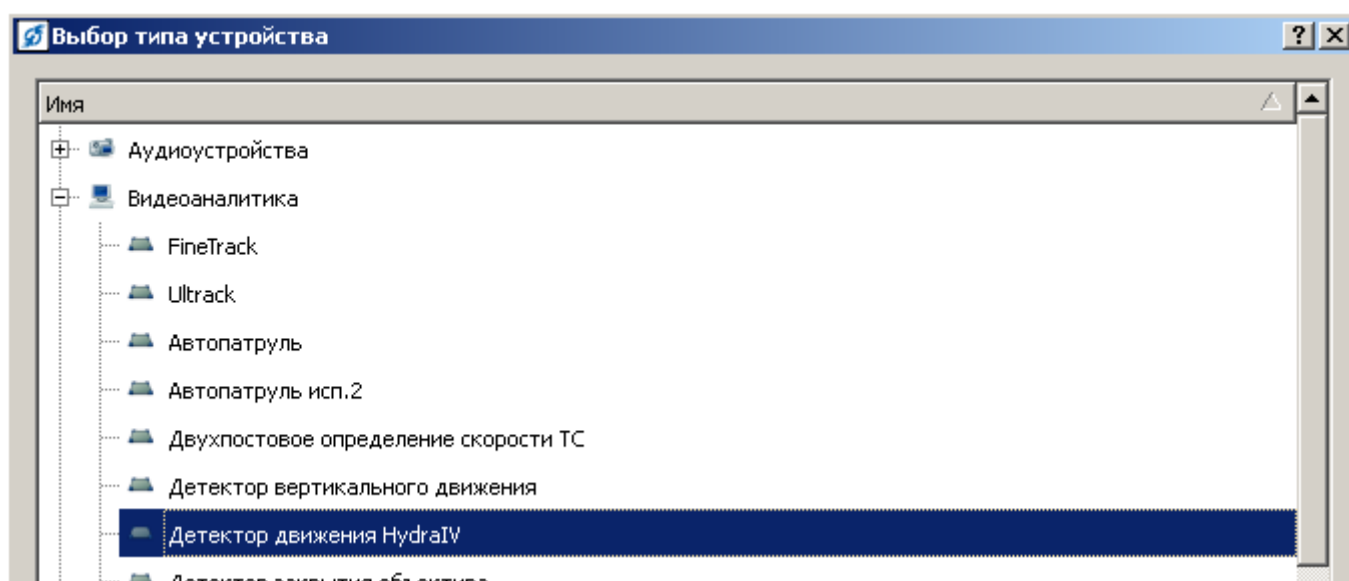 Выбор типа устройства
Имя
Аудиоустройства
Видеоаналитика
FineTrack
Ultrack
Автопатруль
Автопатруль исп.2
Двухпостовое определение скорости ТС
Детектор вертикального движения
Детектор движения HydraIV